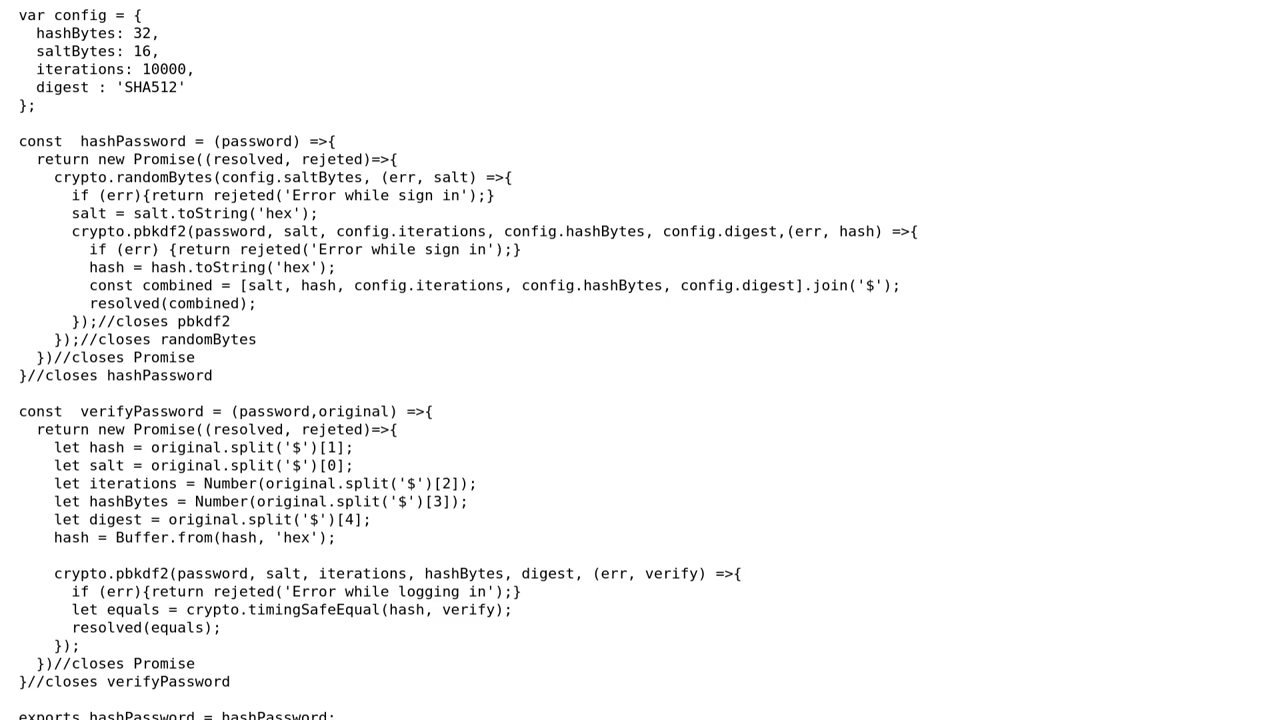 var config = {
  hashBytes: 32,
  saltBytes: 16,
  iterations: 10000,
  digest : 'SHA512'
};

const  hashPassword = (password) =>{
  return new Promise((resolved, rejeted)=>{
    crypto.randomBytes(config.saltBytes, (err, salt) =>{
      if (err){return rejeted('Error while sign in');}
      salt = salt.toString('hex');
      crypto.pbkdf2(password, salt, config.iterations, config.hashBytes, config.digest,(err, hash) =>{
        if (err) {return rejeted('Error while sign in');}
        hash = hash.toString('hex');
        const combined = [salt, hash, config.iterations, config.hashBytes, config.digest].join('$');
        resolved(combined);
      });//closes pbkdf2
    });//closes randomBytes
  })//closes Promise
}//closes hashPassword

const  verifyPassword = (password,original) =>{
  return new Promise((resolved, rejeted)=>{
    let hash = original.split('$')[1];
    let salt = original.split('$')[0];
    let iterations = Number(original.split('$')[2]);
    let hashBytes = Number(original.split('$')[3]);
    let digest = original.split('$')[4];
    hash = Buffer.from(hash, 'hex');

    crypto.pbkdf2(password, salt, iterations, hashBytes, digest, (err, verify) =>{
      if (err){return rejeted('Error while logging in');}
      let equals = crypto.timingSafeEqual(hash, verify);
      resolved(equals);
    });
  })//closes Promise
}//closes verifyPassword

exports.hashPassword = hashPassword;